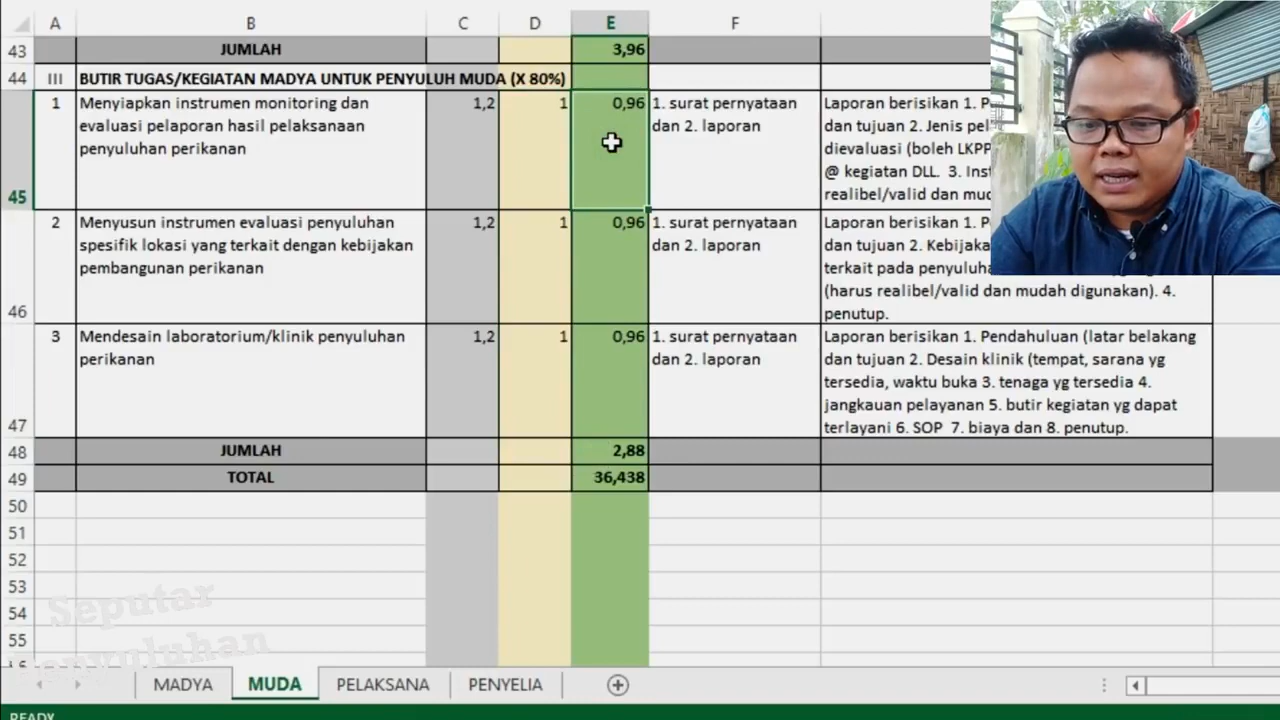 A B C D E F
43 JUMLAH 3,96
44 III BUTIR TUGAS/KEGIATAN MADYA UNTUK PENYULUH MUDA (X 80%)
1 Menyiapkan instrumen monitoring dan 1,2 1 0,96 1. surat pernyataan Laporan berisikan 1.
evaluasi pelaporan hasil pelaksanaan dan 2. laporan dan tujuan 2. Jenis
penyuluhan perikanan dievaluasi (boleh
@ kegiatan DLL. 3.
45 realibel/valid dan
2 Menyusun instrumen evaluasi penyuluhan 1,2 1 0,96 1. surat pernyataan Laporan berisikan 1.
spesifik lokasi yang terkait dengan kebijakan dan 2. laporan dan tujuan 2.
pembangunan perikanan terkait pada
(harus realibel/valid dan mudah digunakan). 4.
46 penutup.
3 Mendesain laboratorium/klinik penyuluhan 1,2 1 0,96 1. surat pernyataan Laporan berisikan 1. Pendahuluan (latar belakang
perikanan dan 2. laporan dan tujuan 2. Desain klinik (tempat, sarana yg
tersedia, waktu buka 3. tenaga yg tersedia 4.
jangkauan pelayanan 5. butir kegiatan yg dapat
47 terlayani 6. SOP 7. biaya dan 8. penutup.
48 JUMLAH 2,88
49 TOTAL 36,438
50
51
52
53
54
55
Seputar
Penyuluhan
MADYA MUDA PELAKSANA PENYELIA
READY